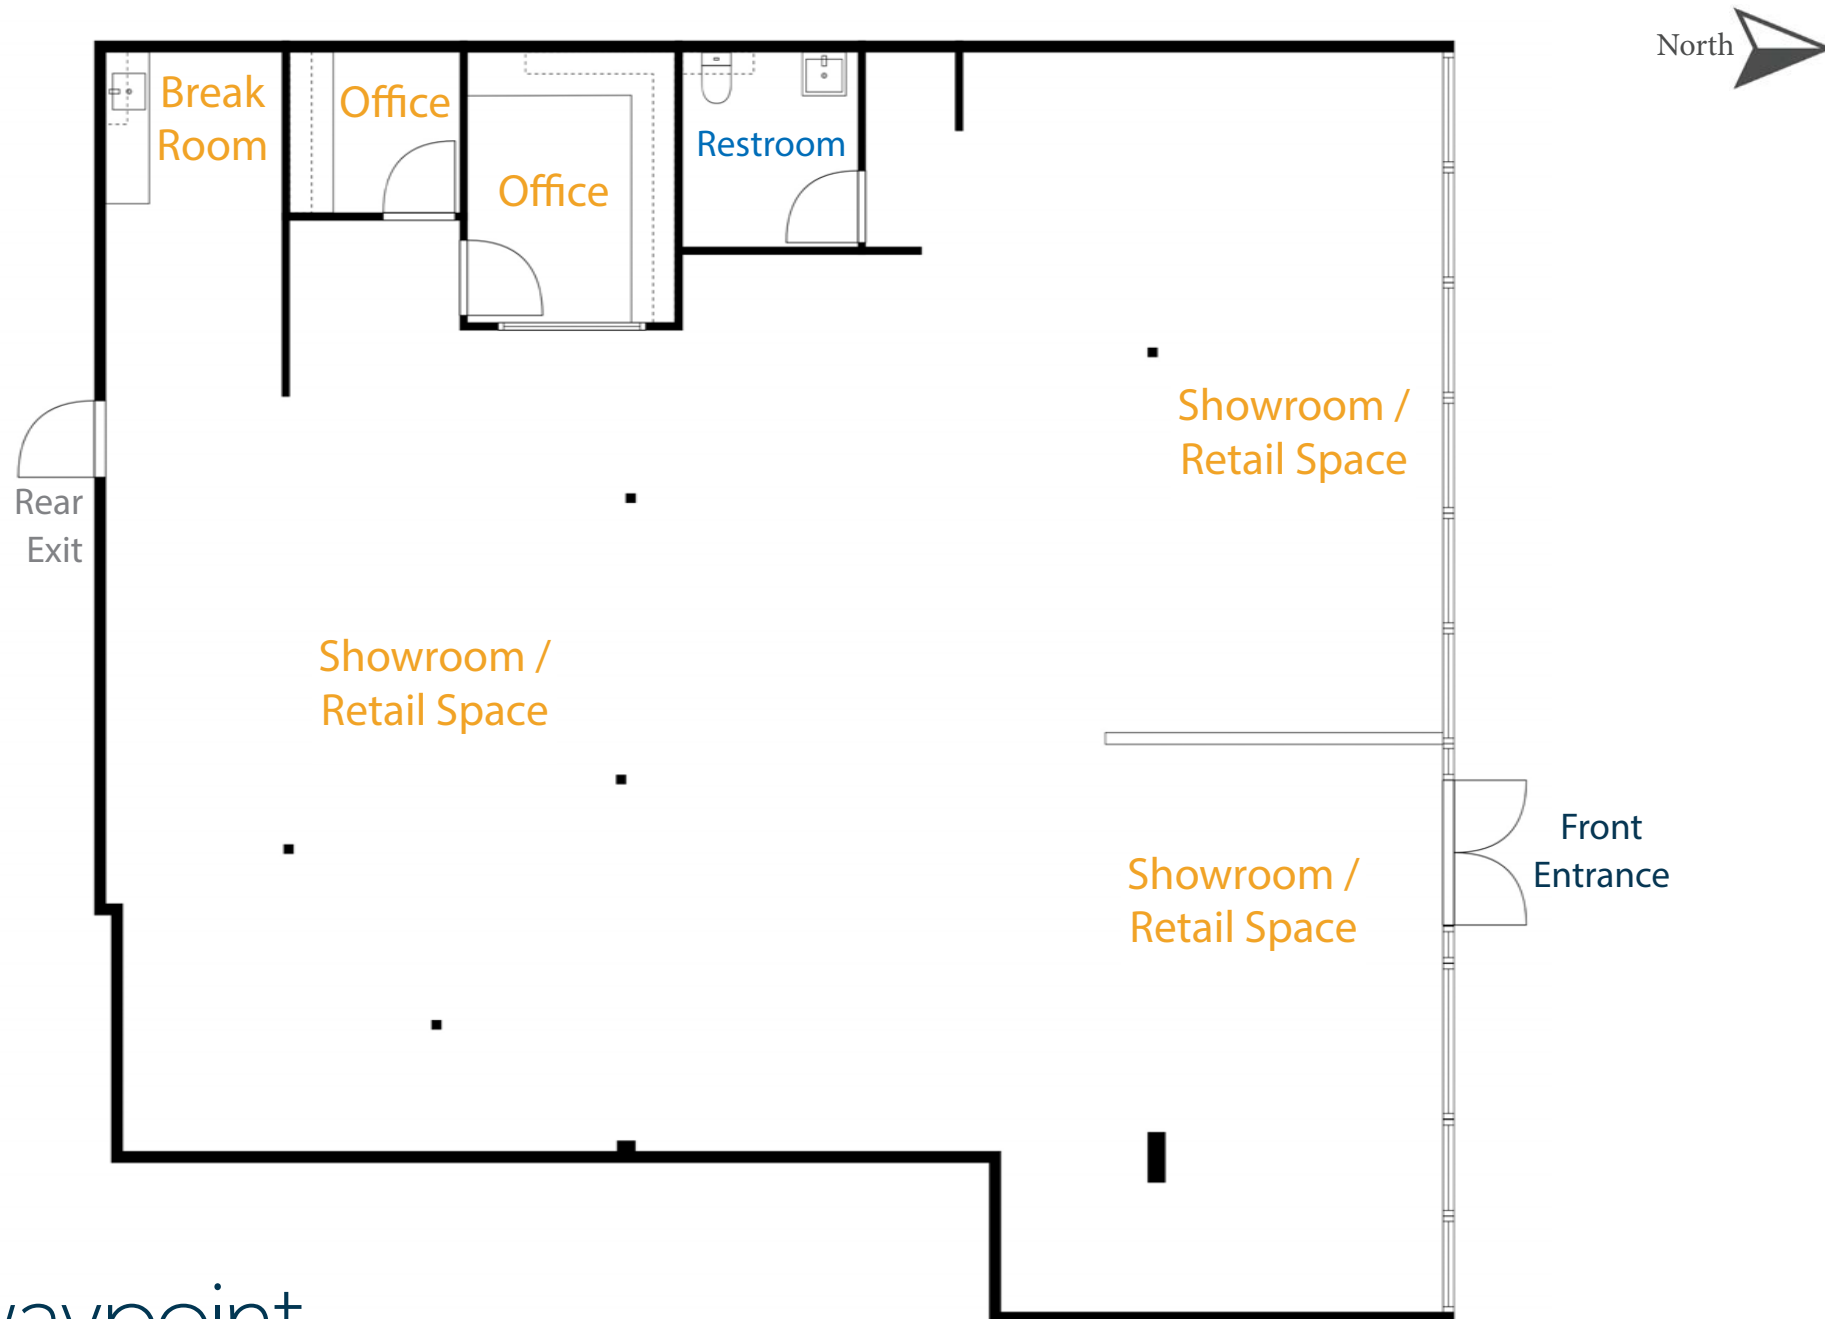 North
Break
Room
Office
Office
Restroom
Showroom /
Retail Space
Rear
Exit
Showroom /
Retail Space
Front
Entrance
Showroom /
Retail Space
waypoint